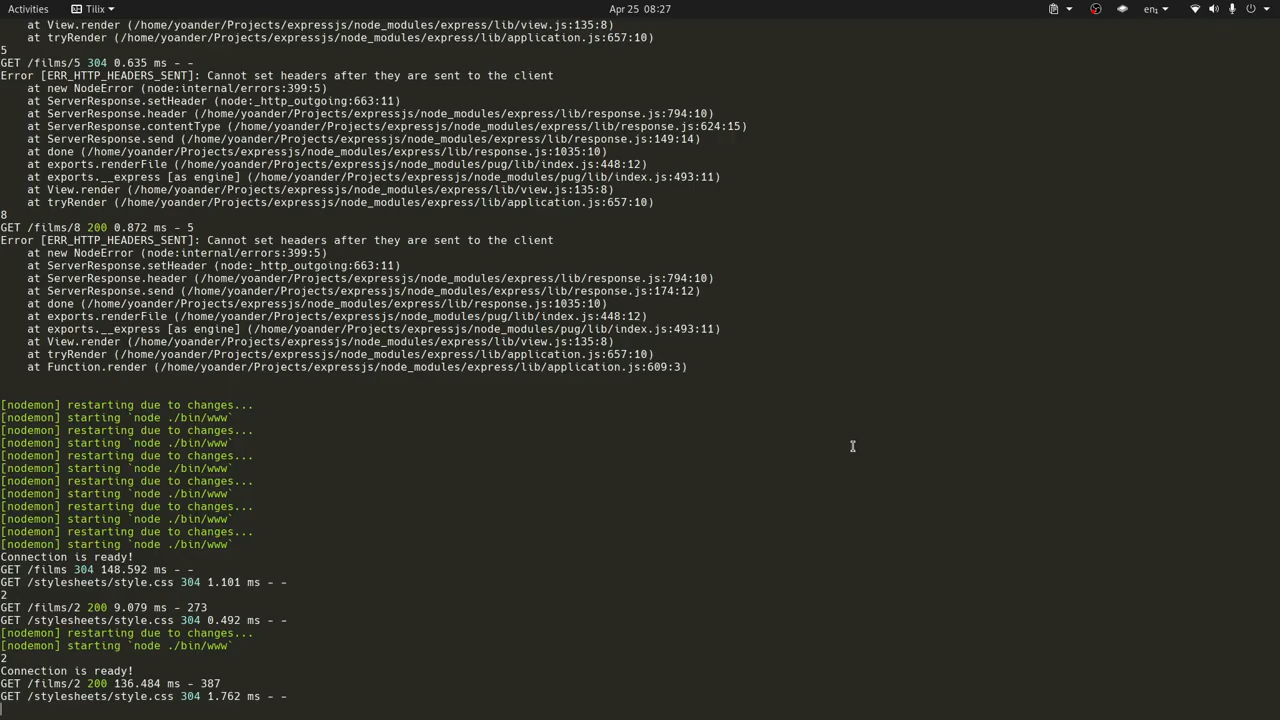 Activities Tilix Apr 25 08:27 en₁
    at View.render (/home/yoander/Projects/expressjs/node_modules/express/lib/view.js:135:8)
    at tryRender (/home/yoander/Projects/expressjs/node_modules/express/lib/application.js:657:10)
5
GET /films/5 304 0.635 ms - -
Error [ERR_HTTP_HEADERS_SENT]: Cannot set headers after they are sent to the client
    at new NodeError (node:internal/errors:399:5)
    at ServerResponse.setHeader (node:_http_outgoing:663:11)
    at ServerResponse.header (/home/yoander/Projects/expressjs/node_modules/express/lib/response.js:794:10)
    at ServerResponse.contentType (/home/yoander/Projects/expressjs/node_modules/express/lib/response.js:624:15)
    at ServerResponse.send (/home/yoander/Projects/expressjs/node_modules/express/lib/response.js:149:14)
    at done (/home/yoander/Projects/expressjs/node_modules/express/lib/response.js:1035:10)
    at exports.renderFile (/home/yoander/Projects/expressjs/node_modules/pug/lib/index.js:448:12)
    at exports.__express [as engine] (/home/yoander/Projects/expressjs/node_modules/pug/lib/index.js:493:11)
    at View.render (/home/yoander/Projects/expressjs/node_modules/express/lib/view.js:135:8)
    at tryRender (/home/yoander/Projects/expressjs/node_modules/express/lib/application.js:657:10)
8
GET /films/8 200 0.872 ms - 5
Error [ERR_HTTP_HEADERS_SENT]: Cannot set headers after they are sent to the client
    at new NodeError (node:internal/errors:399:5)
    at ServerResponse.setHeader (node:_http_outgoing:663:11)
    at ServerResponse.header (/home/yoander/Projects/expressjs/node_modules/express/lib/response.js:794:10)
    at ServerResponse.send (/home/yoander/Projects/expressjs/node_modules/express/lib/response.js:174:12)
    at done (/home/yoander/Projects/expressjs/node_modules/express/lib/response.js:1035:10)
    at exports.renderFile (/home/yoander/Projects/expressjs/node_modules/pug/lib/index.js:448:12)
    at exports.__express [as engine] (/home/yoander/Projects/expressjs/node_modules/pug/lib/index.js:493:11)
    at View.render (/home/yoander/Projects/expressjs/node_modules/express/lib/view.js:135:8)
    at tryRender (/home/yoander/Projects/expressjs/node_modules/express/lib/application.js:657:10)
    at Function.render (/home/yoander/Projects/expressjs/node_modules/express/lib/application.js:609:3)
[nodemon] restarting due to changes...
[nodemon] starting `node ./bin/www`
[nodemon] restarting due to changes...
[nodemon] starting `node ./bin/www`
[nodemon] restarting due to changes...
[nodemon] starting `node ./bin/www`
[nodemon] restarting due to changes...
[nodemon] starting `node ./bin/www`
[nodemon] restarting due to changes...
[nodemon] starting `node ./bin/www`
[nodemon] restarting due to changes...
[nodemon] starting `node ./bin/www`
Connection is ready!
GET /films 304 148.592 ms - -
GET /stylesheets/style.css 304 1.101 ms - -
2
GET /films/2 200 9.079 ms - 273
GET /stylesheets/style.css 304 0.492 ms - -
[nodemon] restarting due to changes...
[nodemon] starting `node ./bin/www`
2
Connection is ready!
GET /films/2 200 136.484 ms - 387
GET /stylesheets/style.css 304 1.762 ms - -